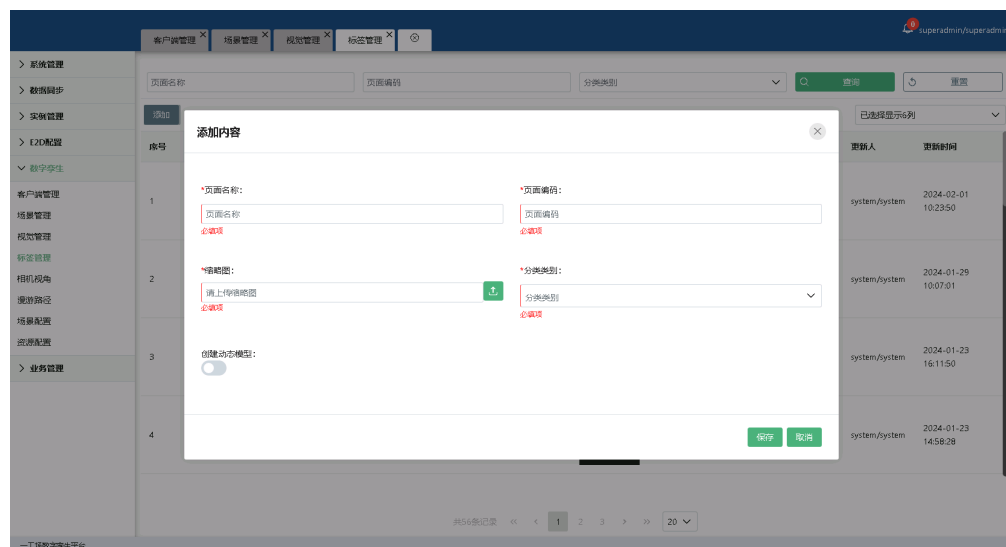 客户端管理 × 场景管理 × 视觉管理 × 标签管理 ×
0 superadmin/superadmin
系统管理
数据同步
实例管理
E2D配置
数字孪生
客户端管理
场景管理
视觉管理
标签管理
相机视角
漫游路径
场景配置
资源配置
业务管理
页面名称 页面编码 分类类别 查询 重置
添加 已选择显示6列
序号 更新人 更新时间
1 system/system 2024-02-01
10:23:50
2 system/system 2024-01-29
10:07:01
3 system/system 2024-01-23
16:11:50
4 system/system 2024-01-23
14:58:28
添加内容
*页面名称: *页面编码:
页面名称 页面编码
必填项 必填项
*缩略图: *分类类别:
请上传缩略图 分类类别
必填项 必填项
创建动态模型:
保存 取消
共56条记录 « < 1 2 3 > » 20